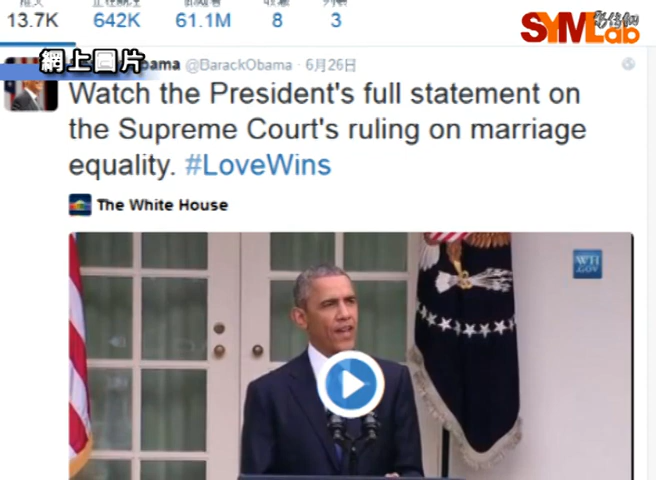 13.7K 642K 61.1M 8 3
SYMLab
網上圖片
@BarackObama · 6月26日
Watch the President's full statement on
the Supreme Court's ruling on marriage
equality. #LoveWins
The White House
WH
.GOV